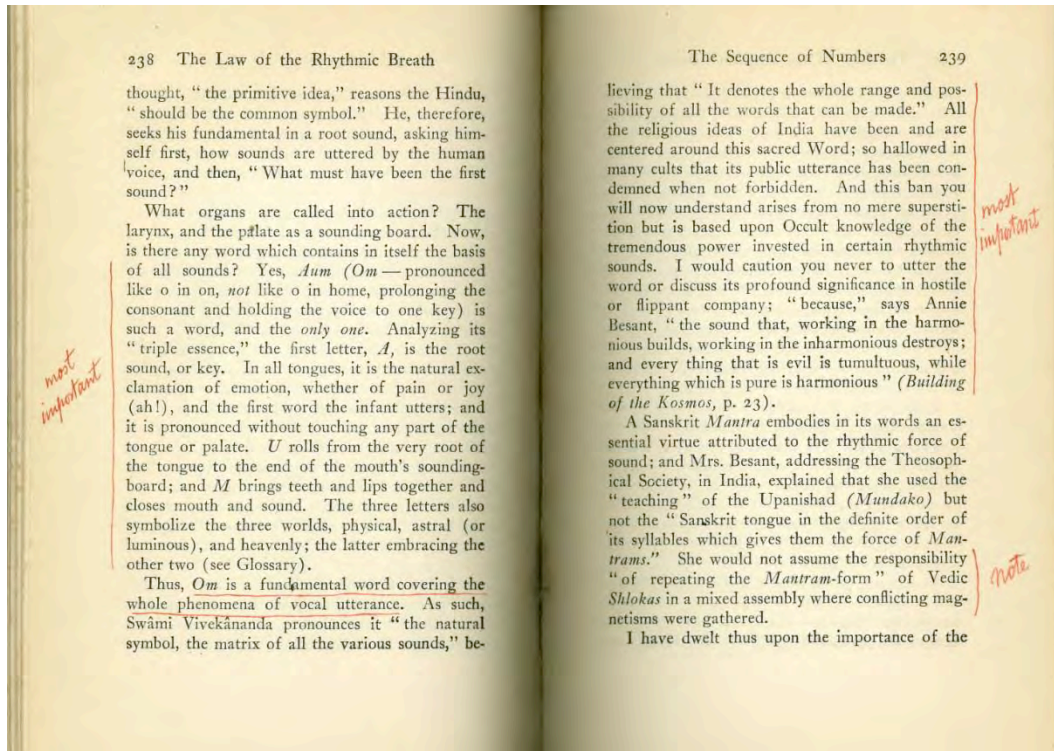 238 The Law of the Rhythmic Breath
thought, “ the primitive idea,” reasons the Hindu,
“ should be the common symbol.” He, therefore,
seeks his fundamental in a root sound, asking him-
self first, how sounds are uttered by the human
voice, and then, “ What must have been the first
sound ? ”
What organs are called into action ? The
larynx, and the palate as a sounding board. Now,
is there any word which contains in itself the basis
of all sounds ? Yes, Aum (Om — pronounced
like o in on, not like o in home, prolonging the
consonant and holding the voice to one key) is
such a word, and the only one. Analyzing its
“ triple essence,” the first letter, A, is the root
sound, or key. In all tongues, it is the natural ex-
clamation of emotion, whether of pain or joy
(ah!), and the first word the infant utters; and
it is pronounced without touching any part of the
tongue or palate. U rolls from the very root of
the tongue to the end of the mouth’s sounding-
board; and M brings teeth and lips together and
closes mouth and sound. The three letters also
symbolize the three worlds, physical, astral (or
luminous), and heavenly; the latter embracing the
other two (see Glossary).
Thus, Om is a fundamental word covering the
whole phenomena of vocal utterance. As such,
Swâmi Vivekânanda pronounces it “ the natural
symbol, the matrix of all the various sounds,” be-
most
important
The Sequence of Numbers 239
lieving that “ It denotes the whole range and pos-
sibility of all the words that can be made.” All
the religious ideas of India have been and are
centered around this sacred Word; so hallowed in
many cults that its public utterance has been con-
demned when not forbidden. And this ban you
will now understand arises from no mere supersti-
tion but is based upon Occult knowledge of the
tremendous power invested in certain rhythmic
sounds. I would caution you never to utter the
word or discuss its profound significance in hostile
or flippant company; “ because,” says Annie
Besant, “ the sound that, working in the harmo-
nious builds, working in the inharmonious destroys;
and every thing that is evil is tumultuous, while
everything which is pure is harmonious ” (Building
of the Kosmos, p. 23).
A Sanskrit Mantra embodies in its words an es-
sential virtue attributed to the rhythmic force of
sound; and Mrs. Besant, addressing the Theosoph-
ical Society, in India, explained that she used the
“ teaching ” of the Upanishad (Mundako) but
not the “ Sanskrit tongue in the definite order of
its syllables which gives them the force of Man-
trams.” She would not assume the responsibility
“ of repeating the Mantram-form ” of Vedic
Shlokas in a mixed assembly where conflicting mag-
netisms were gathered.
I have dwelt thus upon the importance of the
most
important
note